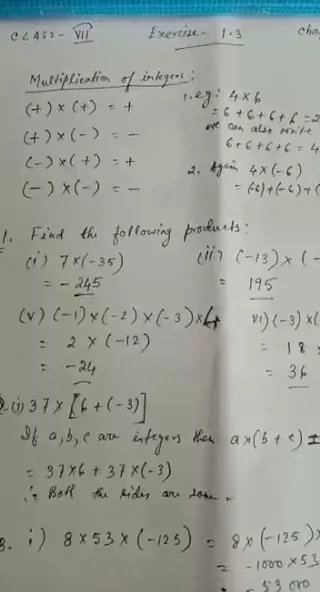 CLASS - VII Exercise - 1.3
Multiplication of integers:
(+) × (+) = +
(+) × (-) = -
(-) × (+) = +
(-) × (-) = -
1. eg: 4 × 6
= 6 + 6 + 6 + 6 = 2
we can also write
6 + 6 + 6 + 6 = 4
2. Again 4 × (-6)
= (-6) + (-6) + (
1. Find the following products:
(i) 7 × (-35)
= - 245
(ii) (-13) × (-
= 195
(v) (-1) × (-2) × (-3) × 4
= 2 × (-12)
= -24
vi) (-3) × (
= 18
= 36
(i) 37 × [6 + (-3)]
If a, b, c are integers then a × (b + c)
= 37 × 6 + 37 × (-3)
∴ Both the sides are same.
3. i) 8 × 53 × (-125) = 8 × (-125) ×
= -1000 × 53
= - 53 000